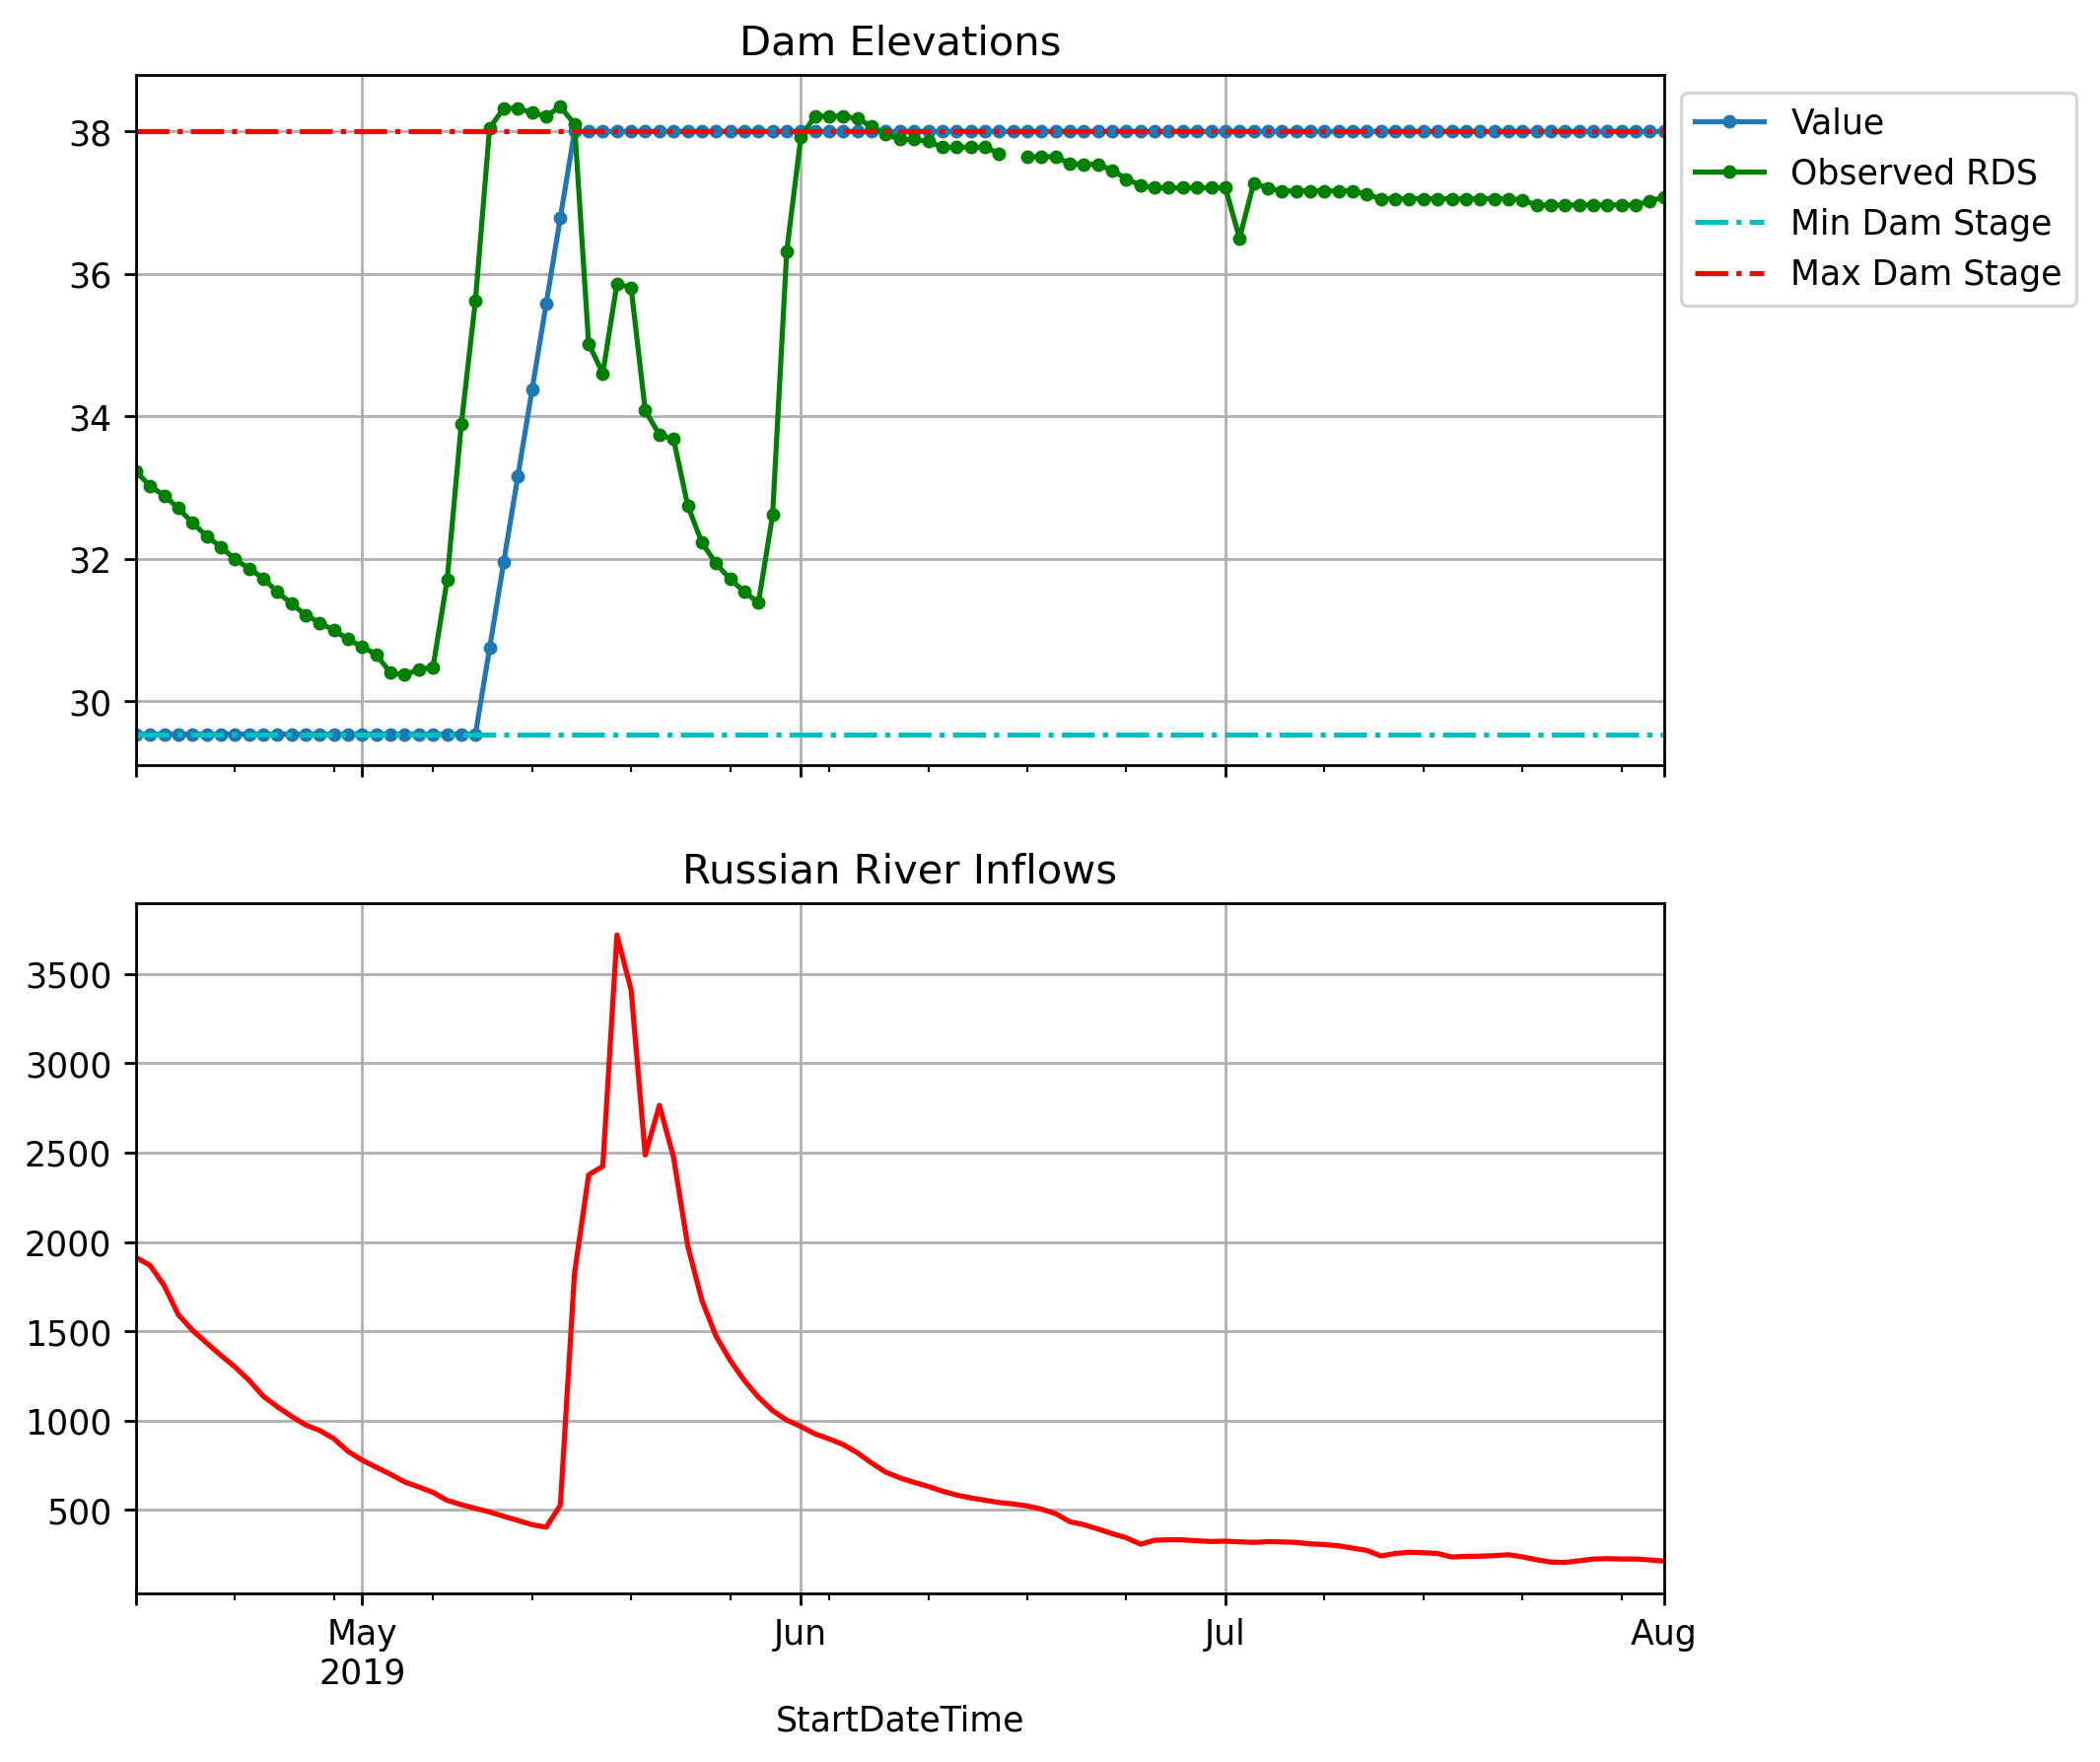 Dam Elevations
38
36
34
32
30
Value
Observed RDS
Min Dam Stage
Max Dam Stage
Russian River Inflows
3500
3000
2500
2000
1500
1000
500
May
2019
Jun
Jul
Aug
StartDateTime